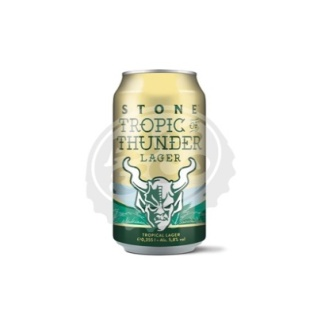 STONE
TROPIC OF
THUNDER
LAGER
TROPICAL LAGER